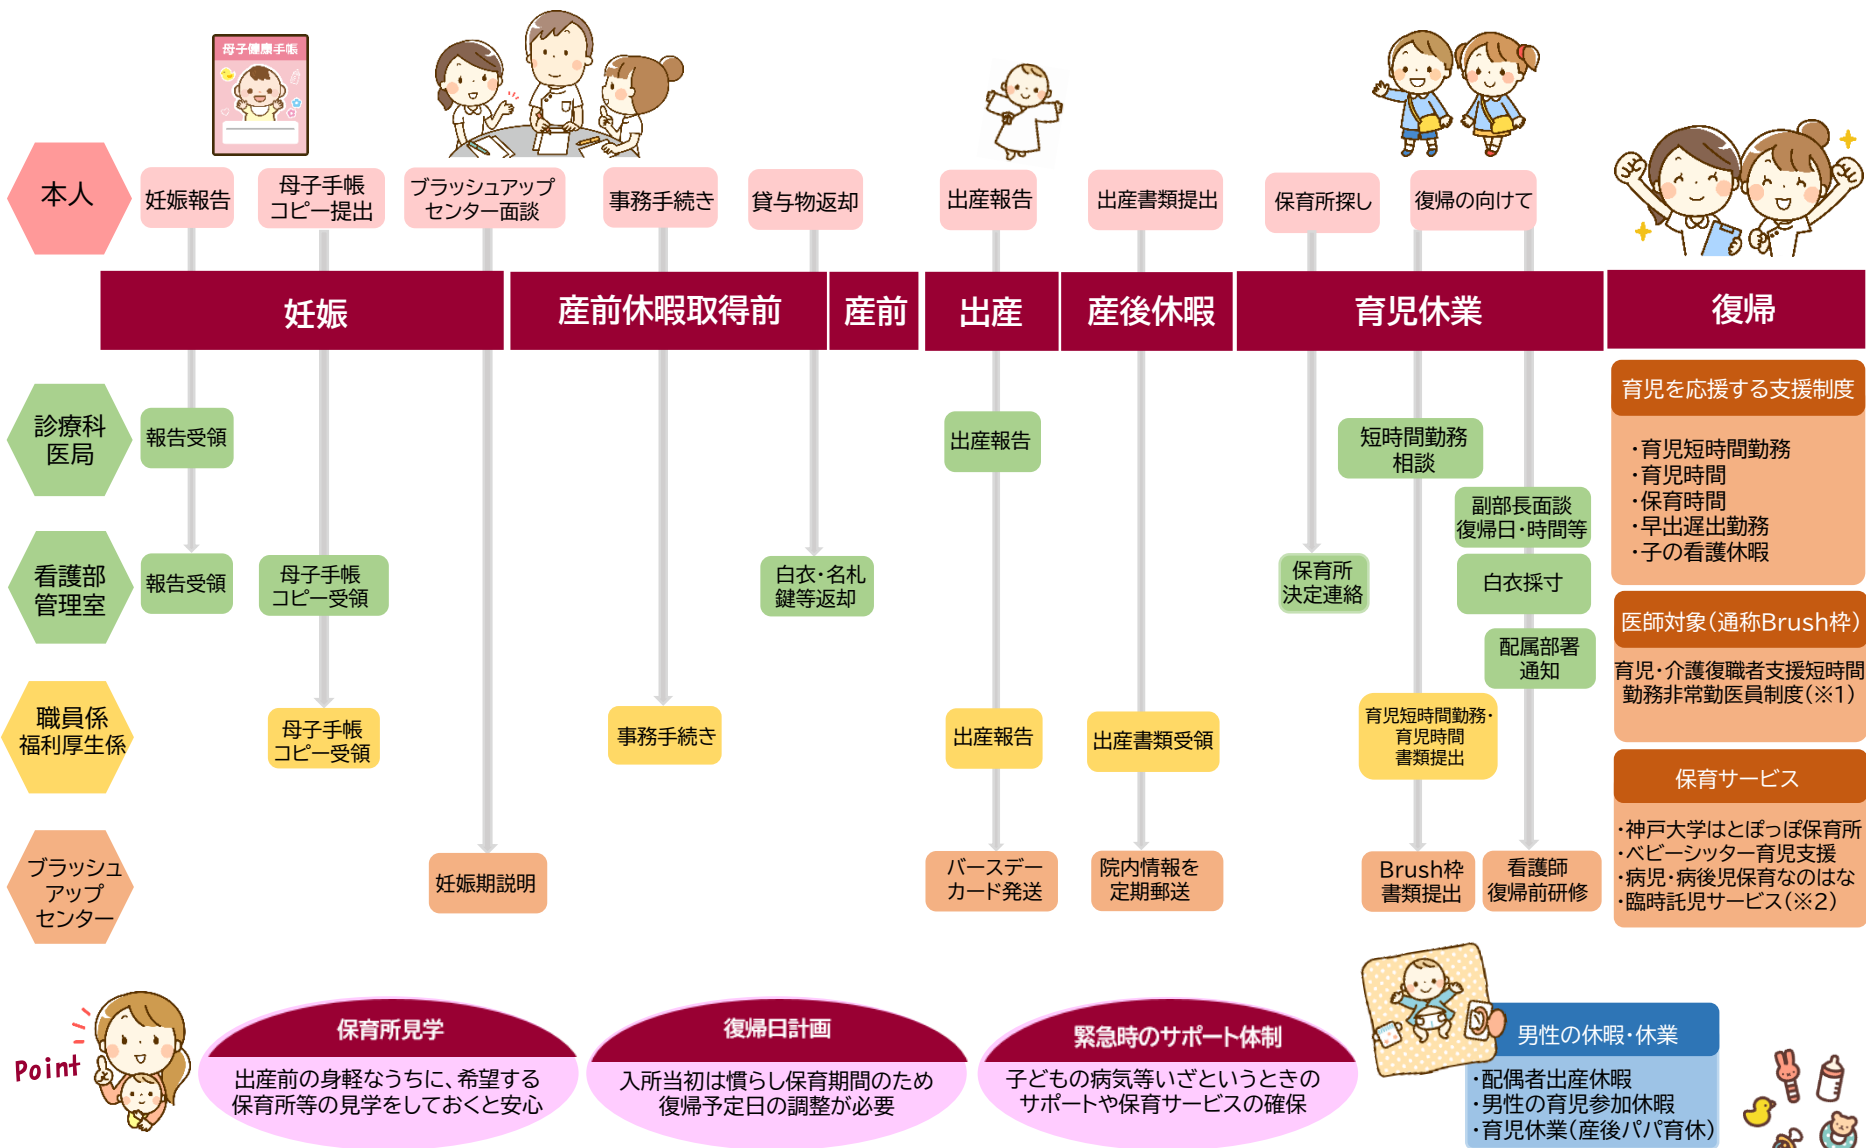 母子健康手帳
本人
妊娠報告
母子手帳
コピー提出
ブラッシュアップ
センター面談
事務手続き
貸与物返却
出産報告
出産書類提出
保育所探し
復帰の向けて
妊娠
産前休暇取得前
産前
出産
産後休暇
育児休業
復帰
診療科
医局
報告受領
出産報告
短時間勤務
相談
副部長面談
復帰日・時間等
看護部
管理室
報告受領
母子手帳
コピー受領
白衣・名札
鍵等返却
保育所
決定連絡
白衣採寸
配属部署
通知
職員係
福利厚生係
母子手帳
コピー受領
事務手続き
出産報告
出産書類受領
育児短時間勤務・
育児時間
書類提出
ブラッシュ
アップ
センター
妊娠期説明
バースデー
カード発送
院内情報を
定期郵送
Brush枠
書類提出
看護師
復帰前研修
育児を応援する支援制度
・育児短時間勤務
・育児時間
・保育時間
・早出遅出勤務
・子の看護休暇
医師対象(通称Brush枠)
育児・介護復職者支援短時間
勤務非常勤医員制度(※1)
保育サービス
・神戸大学はとぽっぽ保育所
・ベビーシッター育児支援
・病児・病後児保育なのはな
・臨時託児サービス(※2)
Point
保育所見学
出産前の身軽なうちに、希望する
保育所等の見学をしておくと安心
復帰日計画
入所当初は慣らし保育期間のため
復帰予定日の調整が必要
緊急時のサポート体制
子どもの病気等いざというときの
サポートや保育サービスの確保
男性の休暇・休業
・配偶者出産休暇
・男性の育児参加休暇
・育児休業(産後パパ育休)